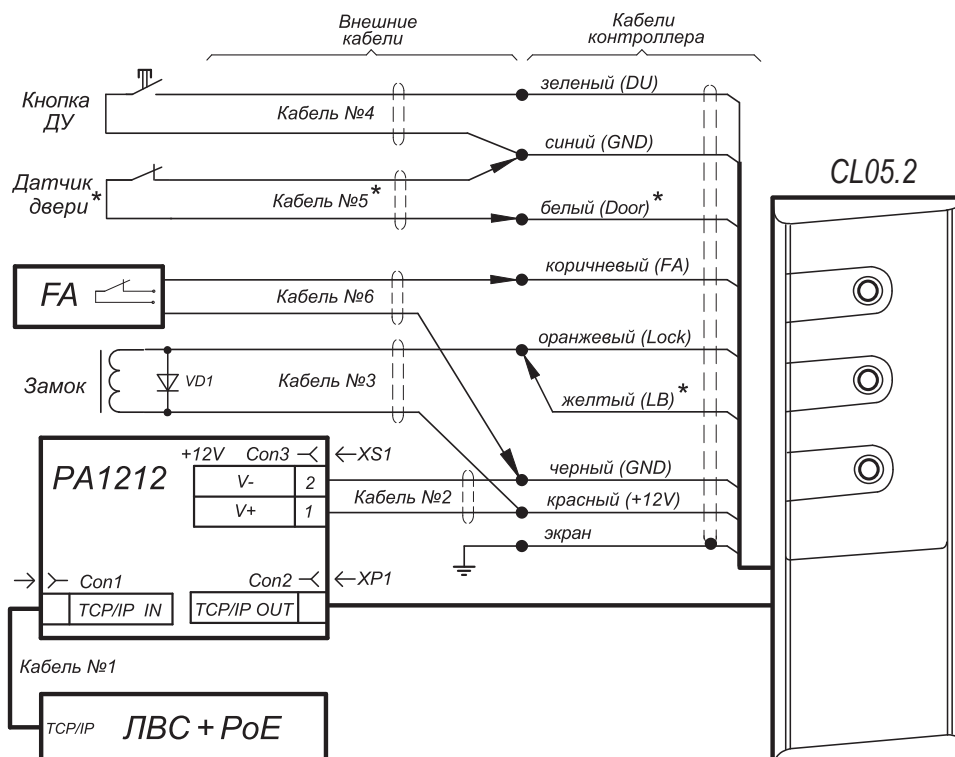 Внешние
кабели
Кабели
контроллера
Кнопка
ДУ
Кабель №4
зеленый (DU)
синий (GND)
CL05.2
Датчик
двери*
Кабель №5*
белый (Door)*
FA
Кабель №6
коричневый (FA)
оранжевый (Lock)
Замок
VD1
Кабель №3
желтый (LB)*
PA1212
+12V Con3
XS1
V- 2
V+ 1
Кабель №2
черный (GND)
красный (+12V)
экран
Con1
Con2
XP1
TCP/IP IN
TCP/IP OUT
Кабель №1
TCP/IP
ЛВС + PoE